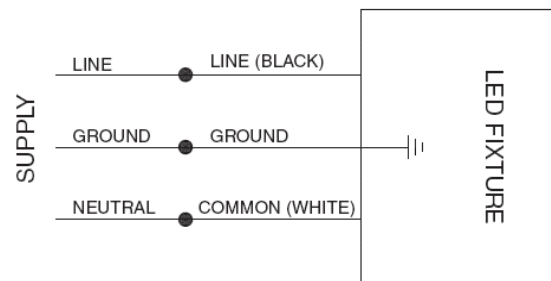 SUPPLY
LINE
LINE (BLACK)
GROUND
GROUND
NEUTRAL
COMMON (WHITE)
LED FIXTURE